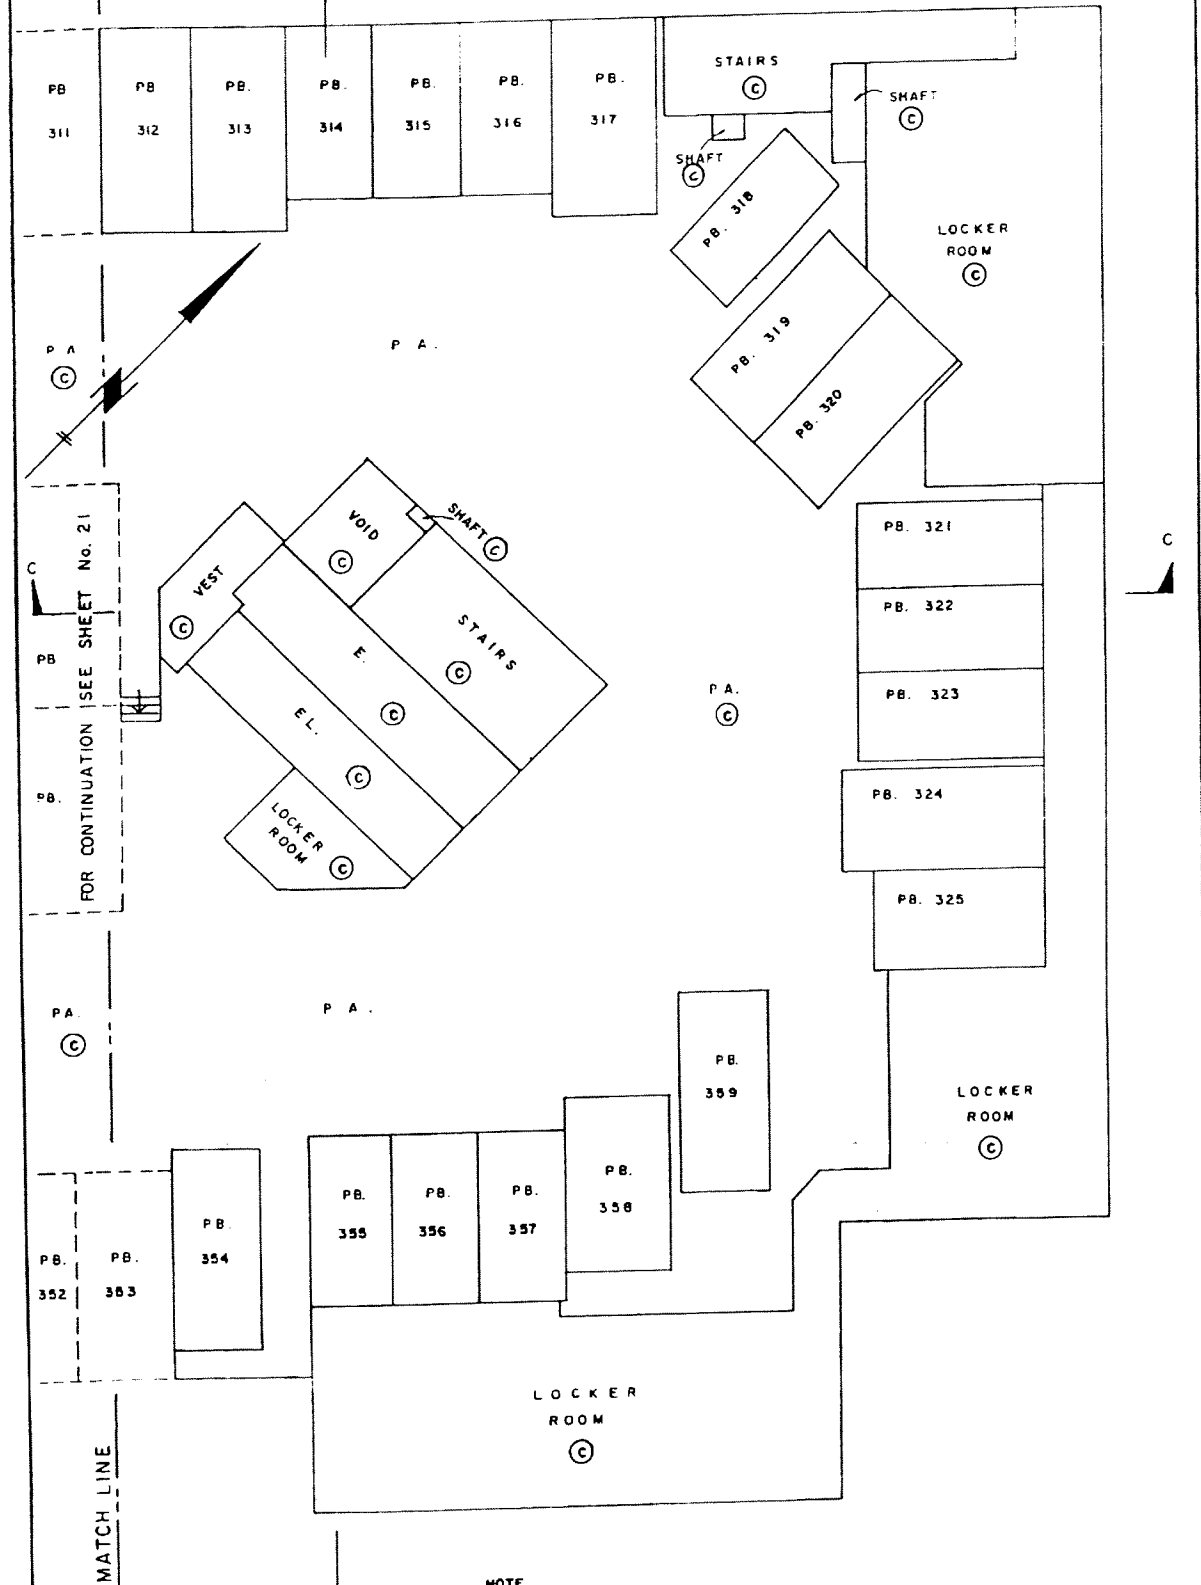 PB
311
PB
312
PB.
313
PB.
314
PB.
315
PB.
316
PB.
317
STAIRS
C
SHAFT
C
SHAFT
C
PB. 318
LOCKER
ROOM
C
PB. 319
PB. 320
P A
C
P A.
VOID
C
SHAFT C
VEST
C
STAIRS
C
E.
C
EL.
C
LOCKER
ROOM
C
C
C
PB
PB.
FOR CONTINUATION SEE SHEET No. 21
P A.
C
PB. 321
PB. 322
PB. 323
PB. 324
PB. 325
PA.
C
P A.
PB.
359
LOCKER
ROOM
C
PB.
352
PB.
353
PB.
354
PB.
355
PB.
356
PB.
357
PB.
358
LOCKER
ROOM
C
MATCH LINE
NOTE